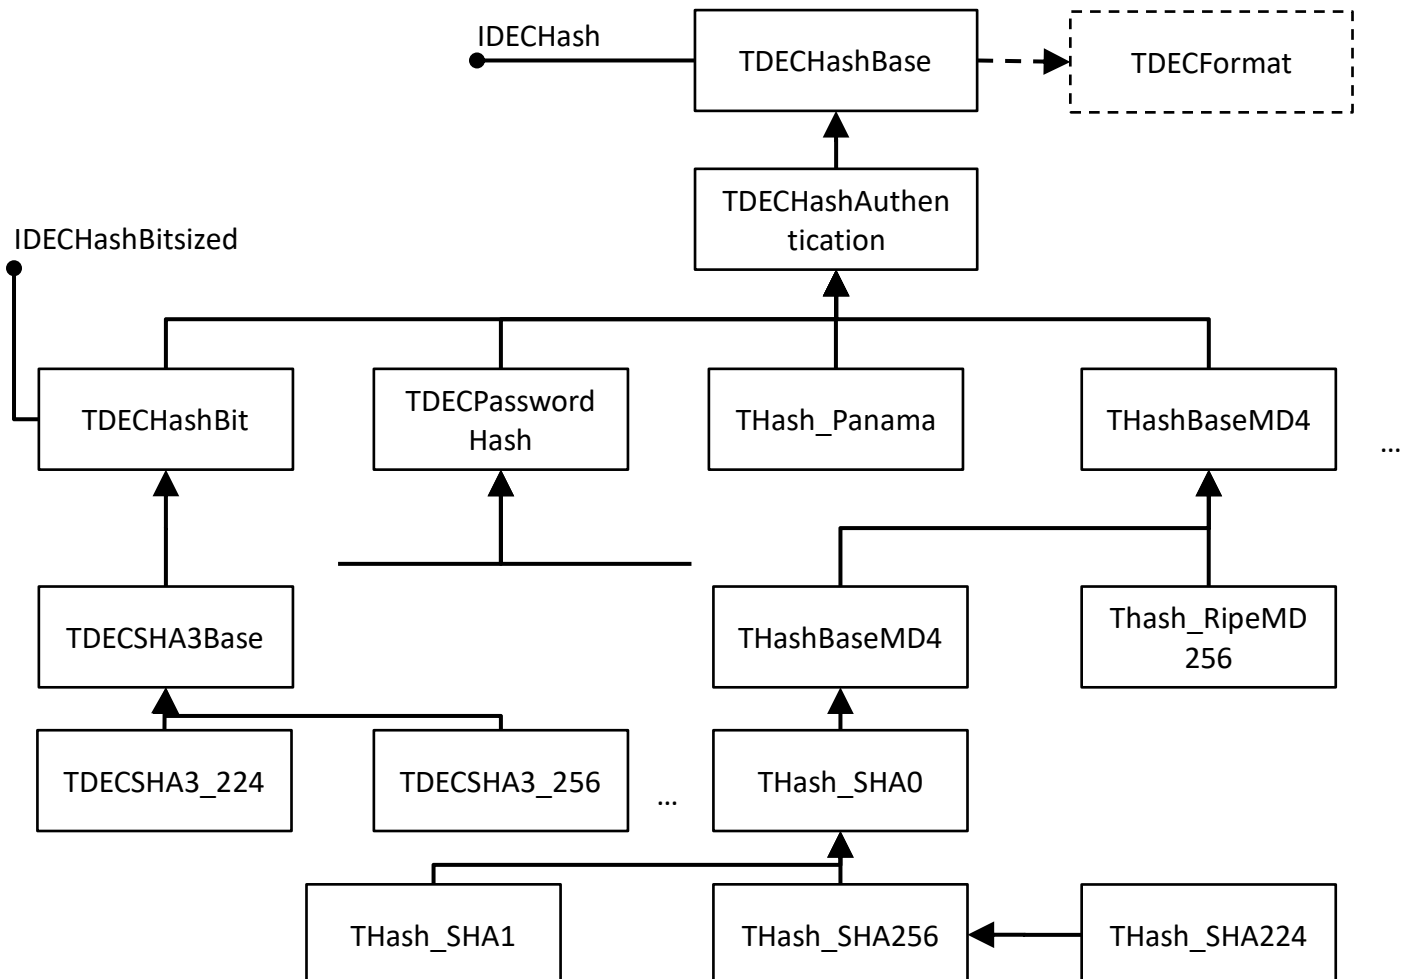 IDECHash
TDECHashBase
TDECFormat
TDECHashAuthen
tication
IDECHashBitsized
TDECHashBit
TDECPassword
Hash
THash_Panama
THashBaseMD4
...
TDECSHA3Base
THashBaseMD4
Thash_RipeMD
256
TDECSHA3_224
TDECSHA3_256
...
THash_SHA0
THash_SHA1
THash_SHA256
THash_SHA224